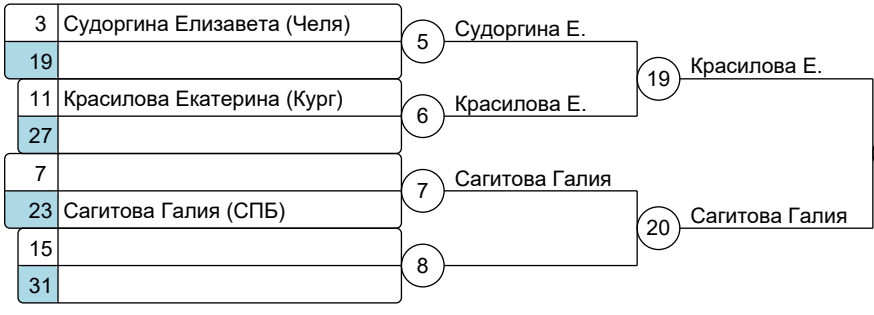 3 Судоргина Елизавета (Челя)
19
5 Судоргина Е.
11 Красилова Екатерина (Кург)
27
6 Красилова Е.
19 Красилова Е.
7
23 Сагитова Галия (СПБ)
7 Сагитова Галия
15
31
8
20 Сагитова Галия